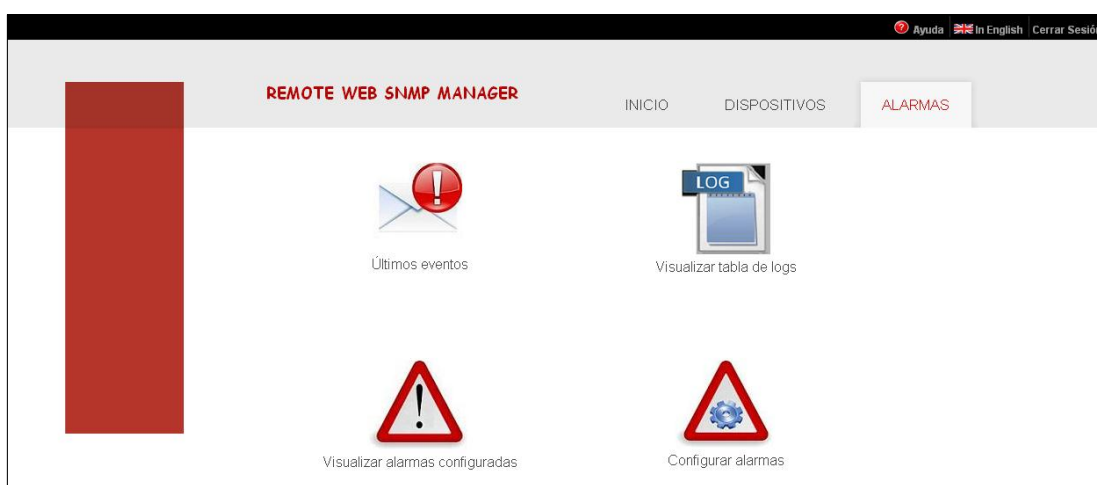 Ayuda In English Cerrar Sesión
REMOTE WEB SNMP MANAGER
INICIO DISPOSITIVOS ALARMAS
LOG
Últimos eventos Visualizar tabla de logs
Visualizar alarmas configuradas Configurar alarmas